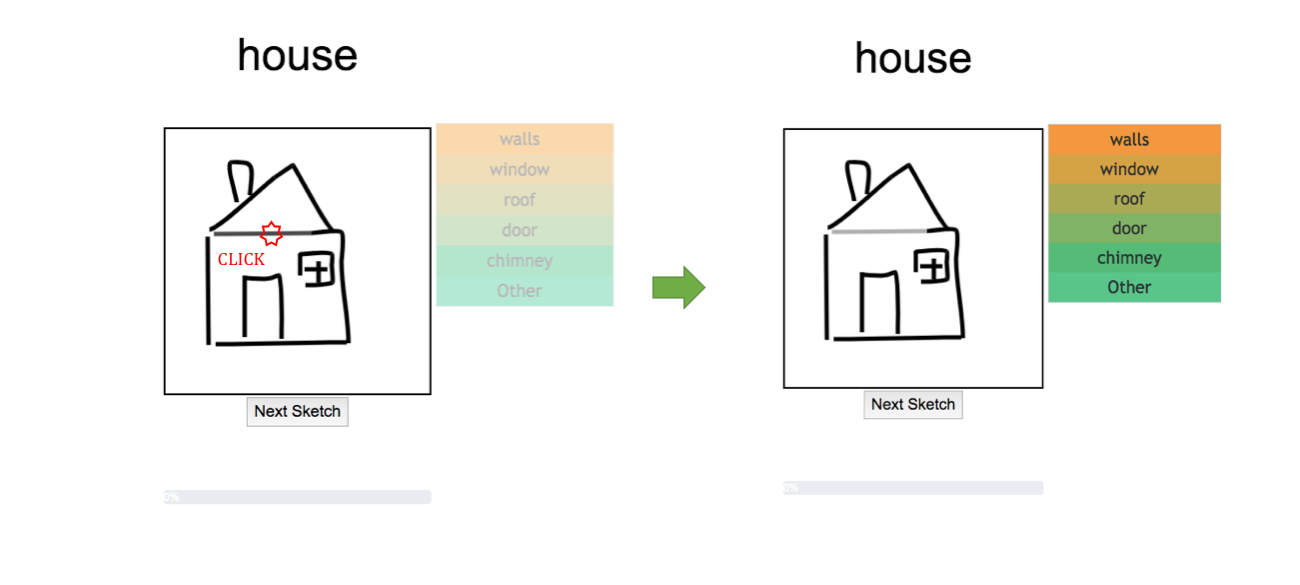 house
walls
window
roof
door
chimney
Other
CLICK
Next Sketch
0%
house
walls
window
roof
door
chimney
Other
Next Sketch
0%